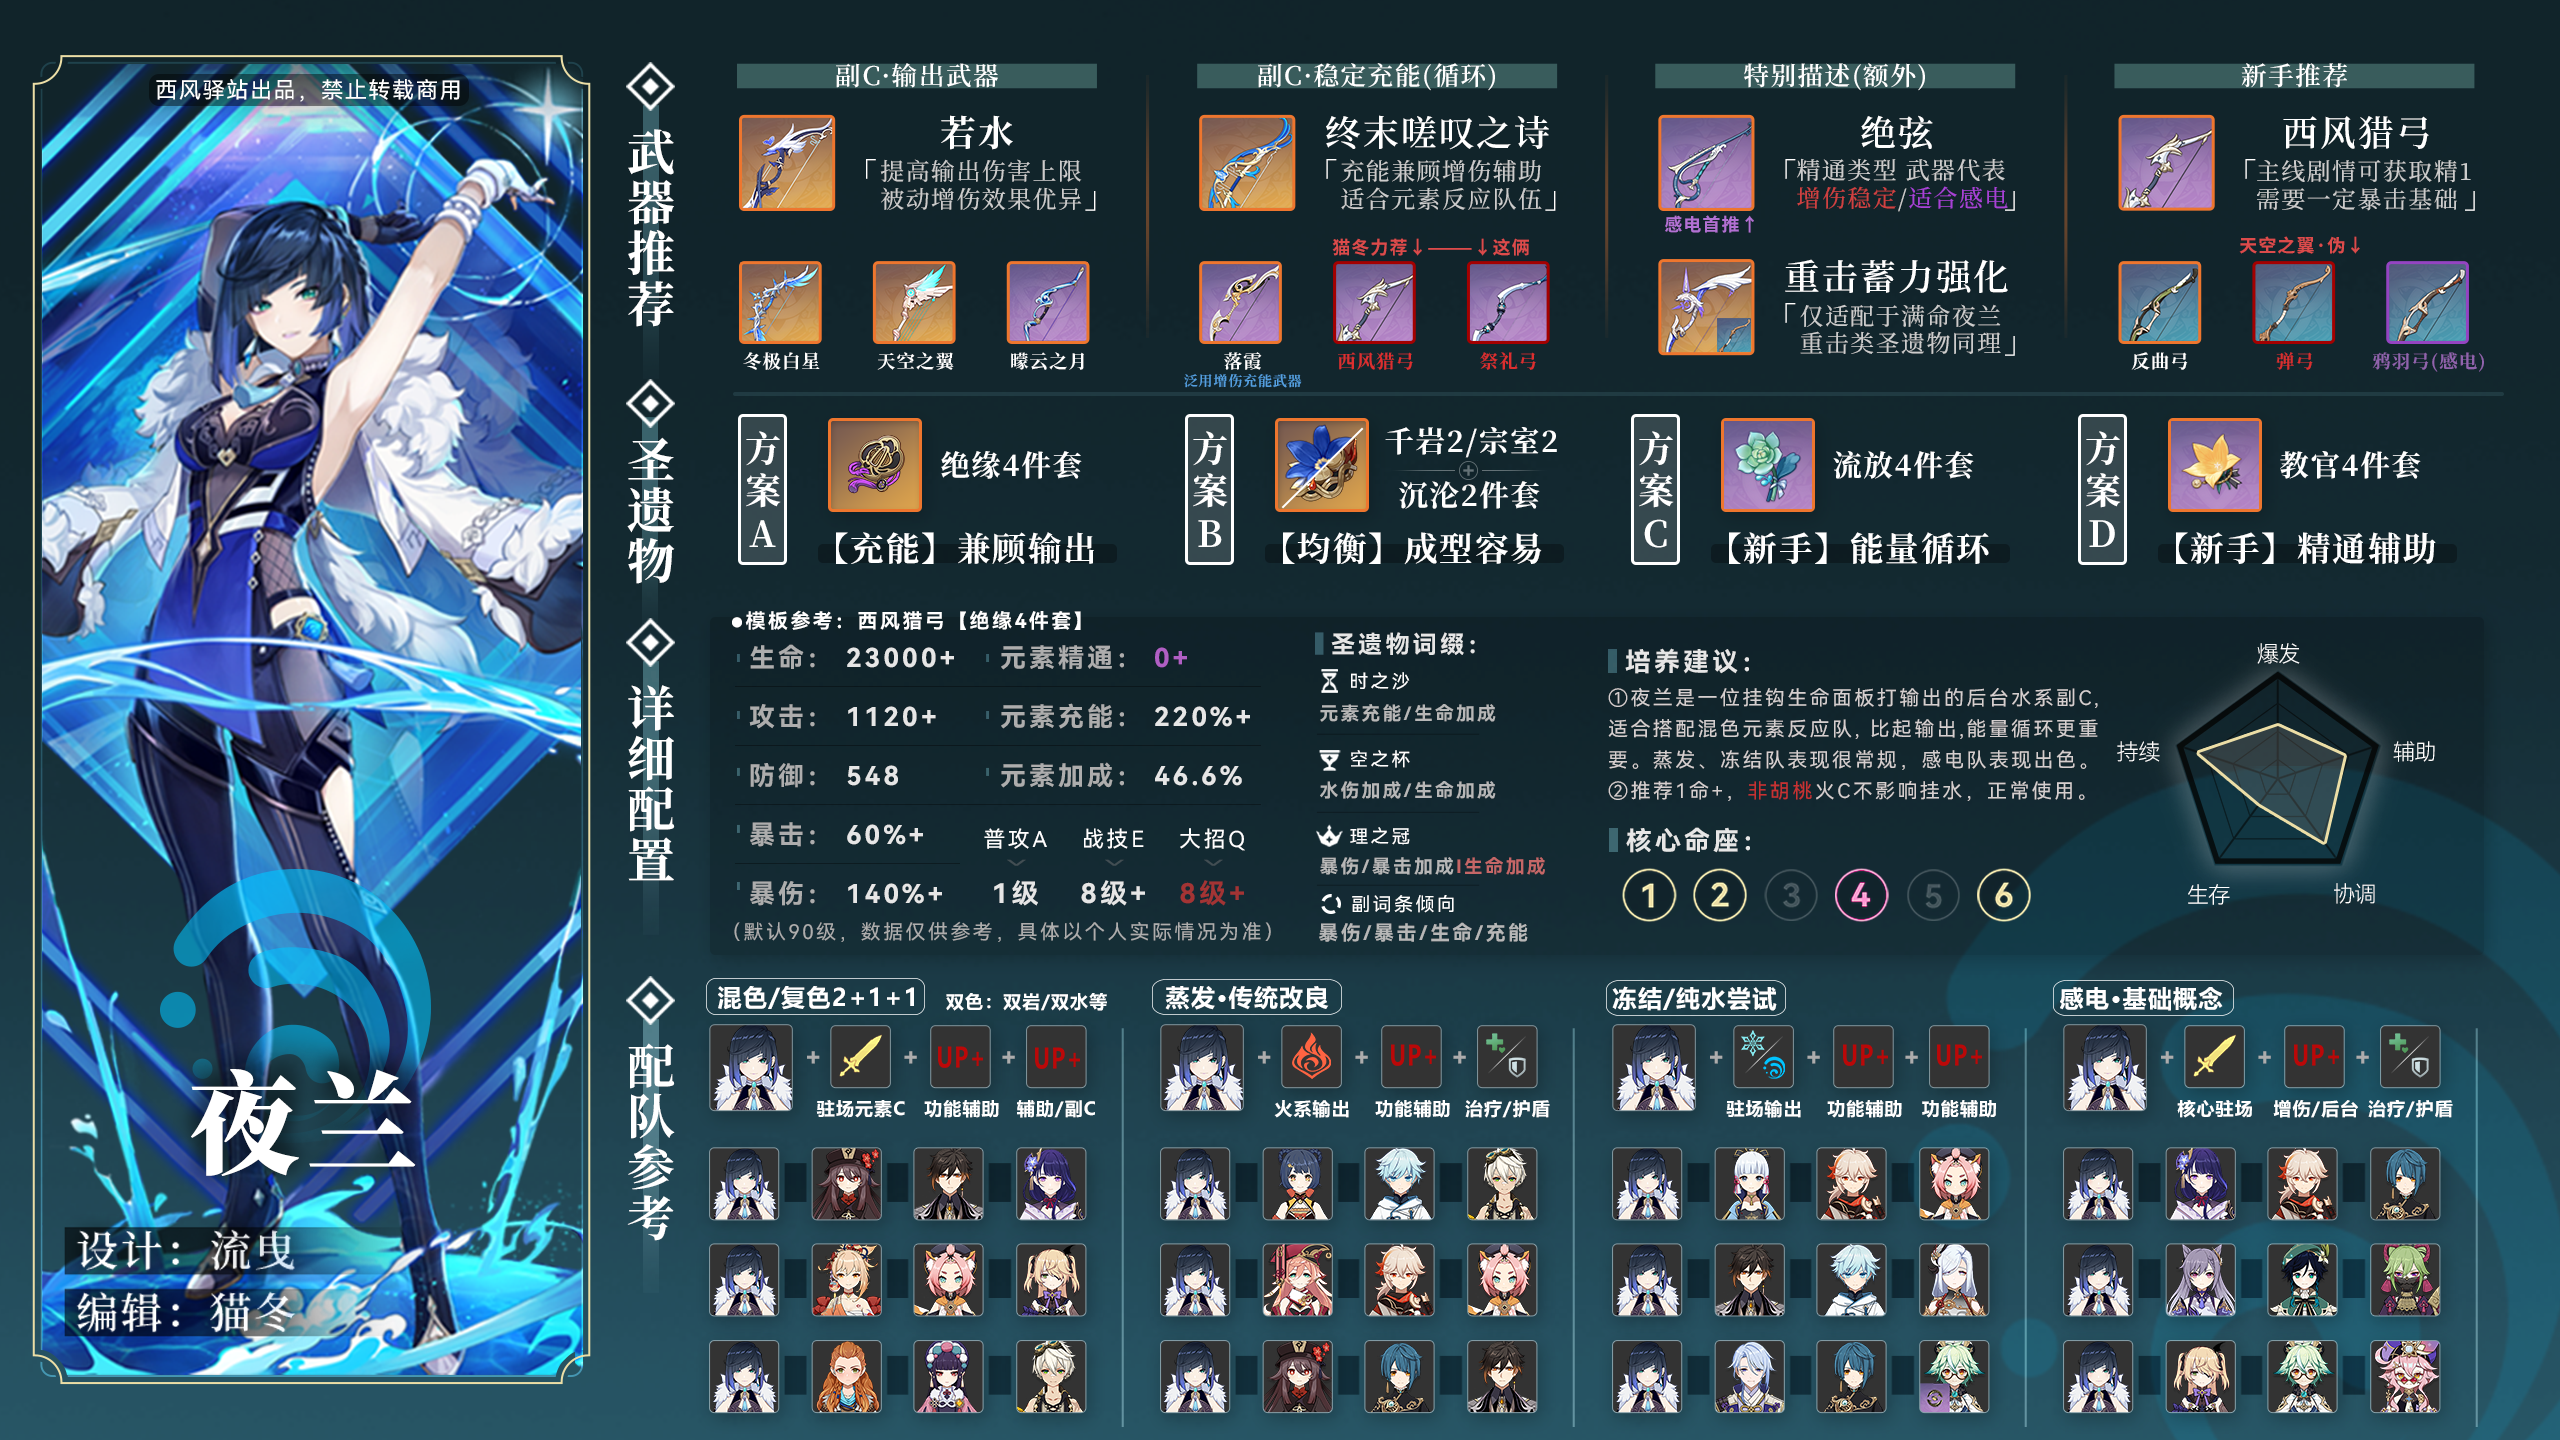 西风驿站出品，禁止转载商用
夜兰
设计：流曳
编辑：猫冬
武器推荐
副C·输出武器
若水
「提高输出伤害上限
被动增伤效果优异」
冬极白星
天空之翼
曚云之月
副C·稳定充能(循环)
终末嗟叹之诗
「充能兼顾增伤辅助
适合元素反应队伍」
猫冬力荐↓——↓这俩
落霞
泛用增伤充能武器
西风猎弓
祭礼弓
特别描述(额外)
绝弦
「精通类型 武器代表
增伤稳定/适合感电」
感电首推↑
重击蓄力强化
「仅适配于满命夜兰
重击类圣遗物同理」
新手推荐
西风猎弓
「主线剧情可获取精1
需要一定暴击基础」
天空之翼·伪↓
反曲弓
弹弓
鸦羽弓(感电)
圣遗物
方案A
绝缘4件套
【充能】兼顾输出
方案B
千岩2/宗室2
沉沦2件套
【均衡】成型容易
方案C
流放4件套
【新手】能量循环
方案D
教官4件套
【新手】精通辅助
详细配置
●模板参考：西风猎弓【绝缘4件套】
生命：23000+ 元素精通：0+
攻击：1120+ 元素充能：220%+
防御：548 元素加成：46.6%
暴击：60%+ 普攻A 战技E 大招Q
暴伤：140%+ 1级 8级+ 8级+
(默认90级，数据仅供参考，具体以个人实际情况为准)
圣遗物词缀：
时之沙
元素充能/生命加成
空之杯
水伤加成/生命加成
理之冠
暴伤/暴击加成|生命加成
副词条倾向
暴伤/暴击/生命/充能
培养建议：
①夜兰是一位挂钩生命面板打输出的后台水系副C,
适合搭配混色元素反应队, 比起输出,能量循环更重
要。蒸发、冻结队表现很常规，感电队表现出色。
②推荐1命+，非胡桃火C不影响挂水，正常使用。
核心命座：
1 2 3 4 5 6
爆发
持续
辅助
生存
协调
配队参考
混色/复色2+1+1 双色：双岩/双水等
+ + UP+ + UP+
驻场元素C 功能辅助 辅助/副C
蒸发·传统改良
+ + UP+ +
火系输出 功能辅助 治疗/护盾
冻结/纯水尝试
+ + UP+ + UP+
驻场输出 功能辅助 功能辅助
感电·基础概念
+ + UP+ +
核心驻场 增伤/后台 治疗/护盾